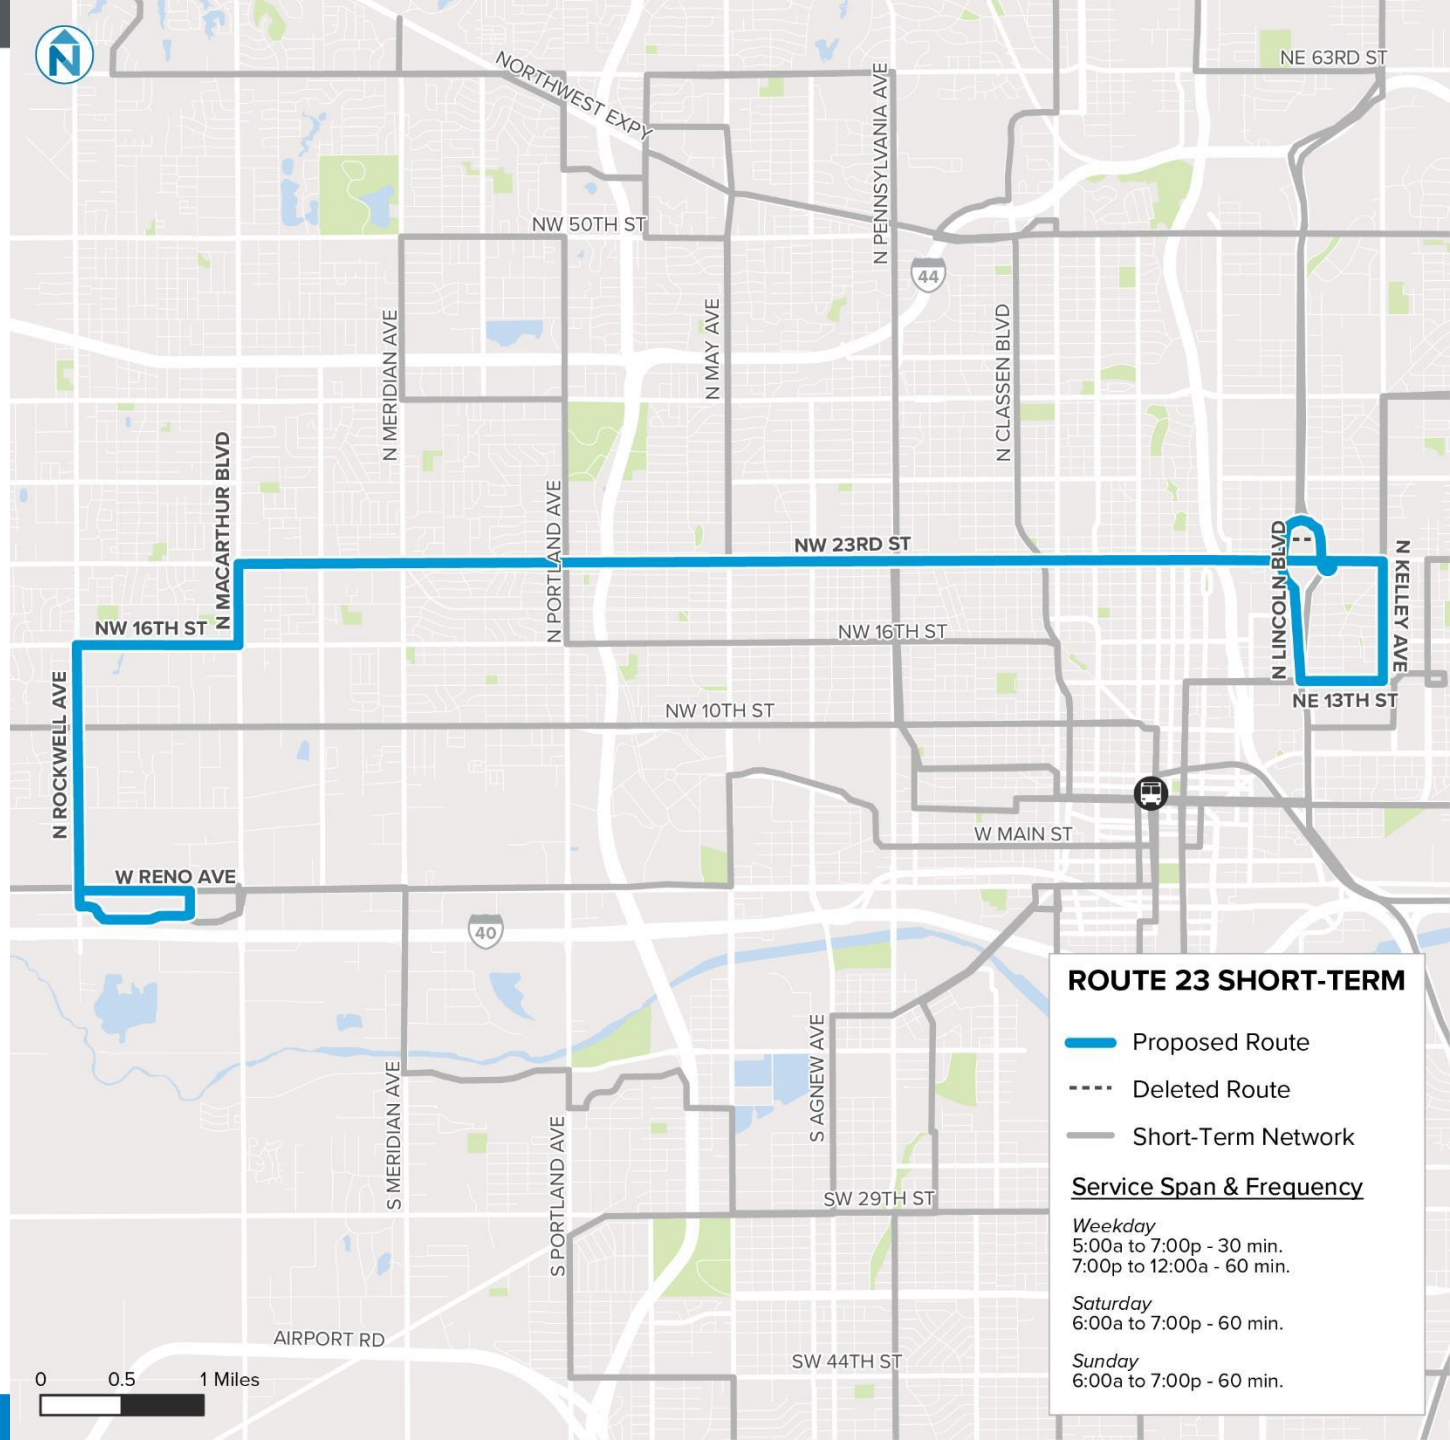 N
NE 63RD ST
NORTHWEST EXPY
N PENNSYLVANIA AVE
NW 50TH ST
44
N MERIDIAN AVE
N MAY AVE
N CLASSEN BLVD
N MACARTHUR BLVD
N PORTLAND AVE
NW 23RD ST
N LINCOLN BLVD
N KELLEY AVE
NW 16TH ST
NW 16TH ST
N ROCKWELL AVE
NW 10TH ST
NE 13TH ST
W MAIN ST
W RENO AVE
40
S MERIDIAN AVE
S PORTLAND AVE
S AGNEW AVE
SW 29TH ST
AIRPORT RD
SW 44TH ST
0 0.5 1 Miles
ROUTE 23 SHORT-TERM
Proposed Route
Deleted Route
Short-Term Network
Service Span & Frequency
Weekday
5:00a to 7:00p - 30 min.
7:00p to 12:00a - 60 min.
Saturday
6:00a to 7:00p - 60 min.
Sunday
6:00a to 7:00p - 60 min.